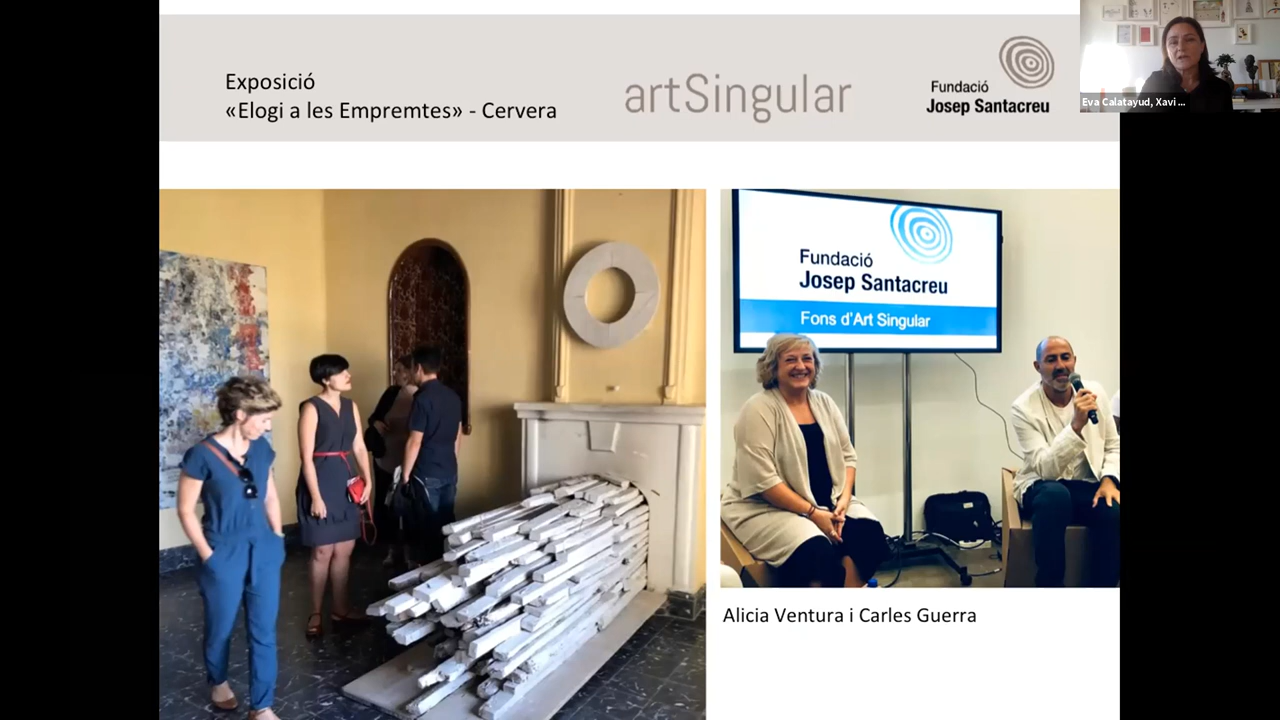 Exposició
«Elogi a les Empremtes» - Cervera
artSingular
Fundació
Josep Santacreu
Eva Calatayud, Xavi ...
Fundació
Josep Santacreu
Fons d'Art Singular
Alicia Ventura i Carles Guerra